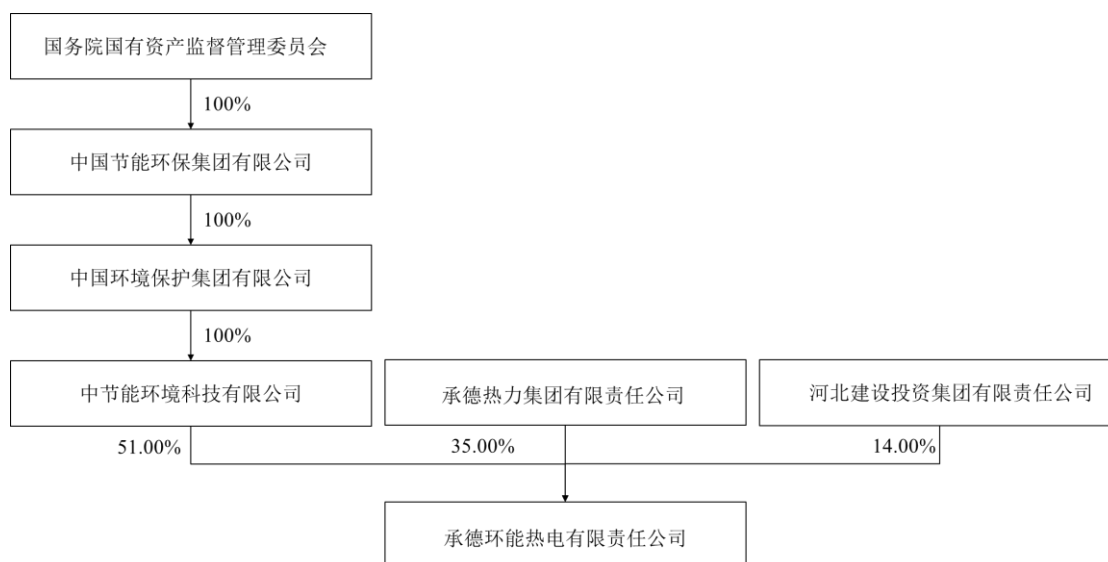 国务院国有资产监督管理委员会
100%
中国节能环保集团有限公司
100%
中国环境保护集团有限公司
100%
中节能环境科技有限公司
承德热力集团有限责任公司
河北建设投资集团有限责任公司
51.00%
35.00%
14.00%
承德环能热电有限责任公司